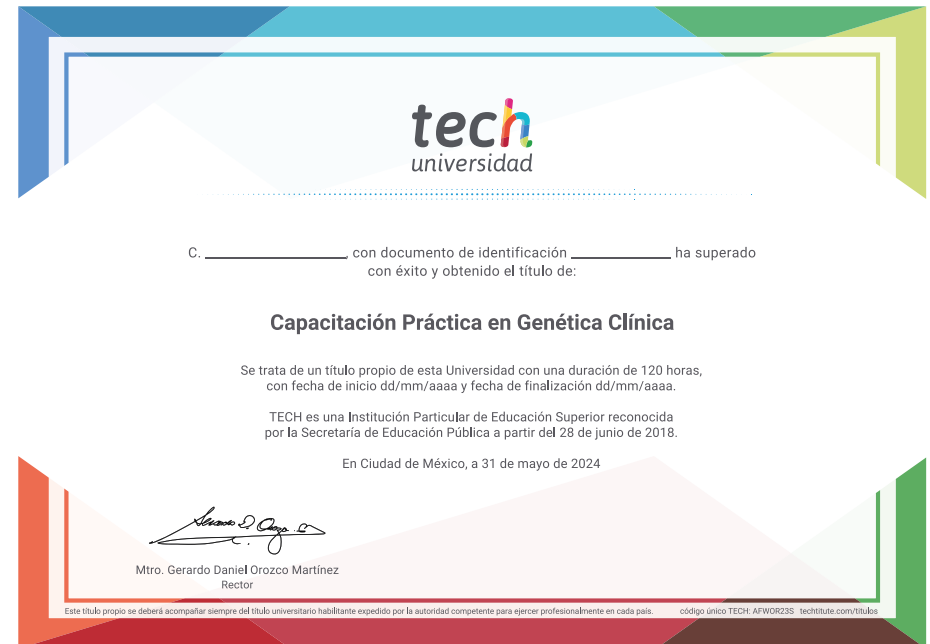 tech
universidad
C. ____________________, con documento de identificación ______________ ha superado
con éxito y obtenido el título de:
Capacitación Práctica en Genética Clínica
Se trata de un título propio de esta Universidad con una duración de 120 horas,
con fecha de inicio dd/mm/aaaa y fecha de finalización dd/mm/aaaa.
TECH es una Institución Particular de Educación Superior reconocida
por la Secretaría de Educación Pública a partir del 28 de junio de 2018.
En Ciudad de México, a 31 de mayo de 2024
Mtro. Gerardo Daniel Orozco Martínez
Rector
Este título propio se deberá acompañar siempre del título universitario habilitante expedido por la autoridad competente para ejercer profesionalmente en cada país. código único TECH: AFWOR23S techtitute.com/títulos